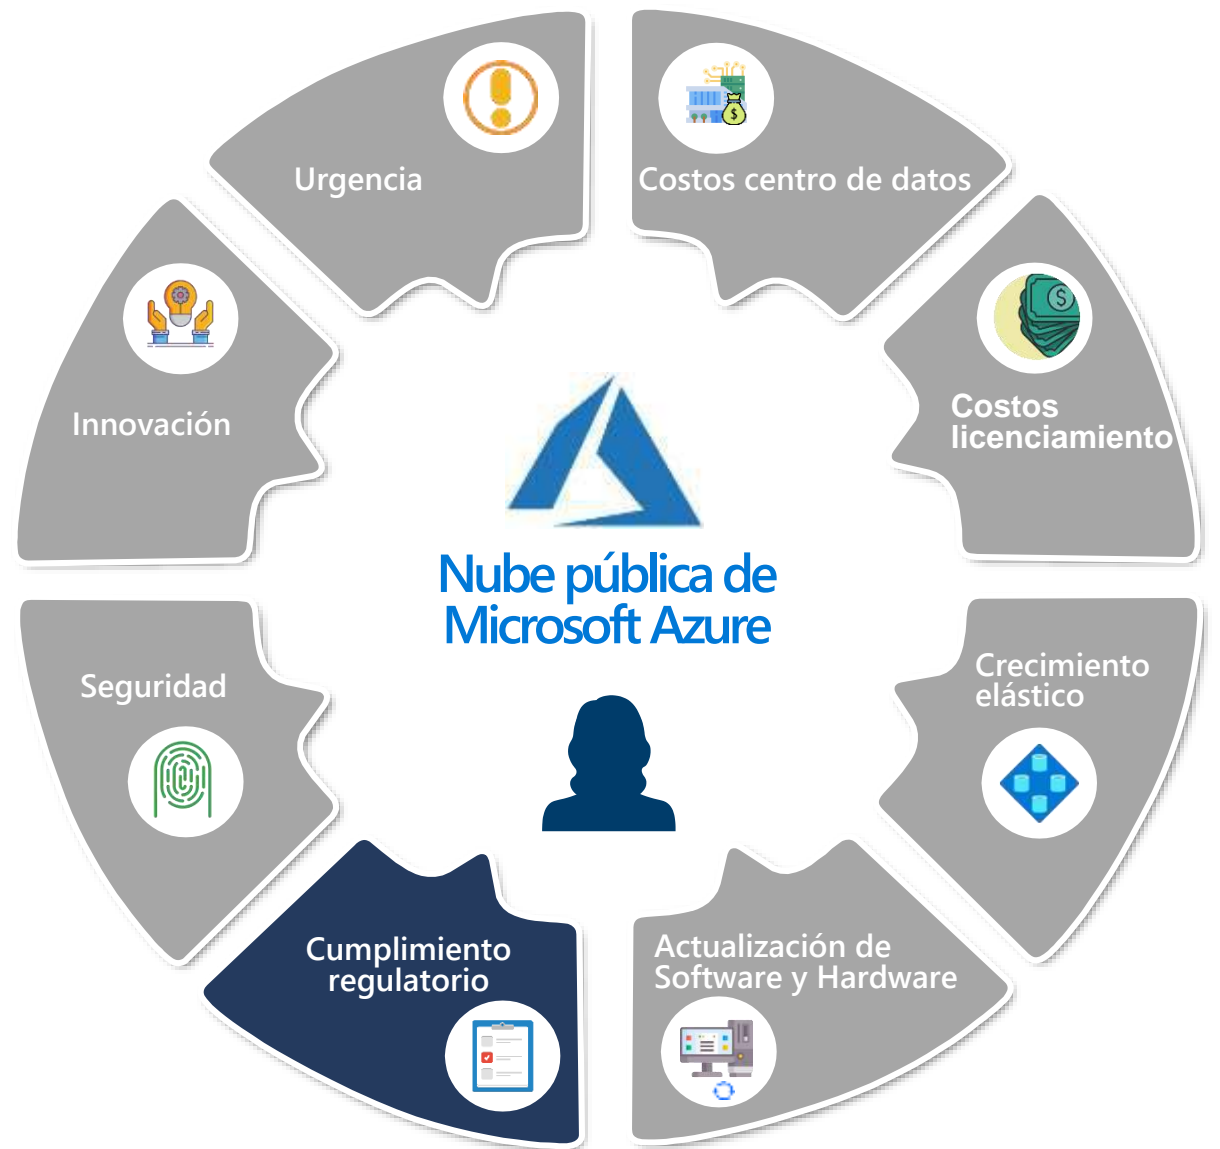 Urgencia
Costos centro de datos
Innovación
Costos
licenciamiento
Nube pública de
Microsoft Azure
Seguridad
Crecimiento
elástico
Cumplimiento
regulatorio
Actualización de
Software y Hardware